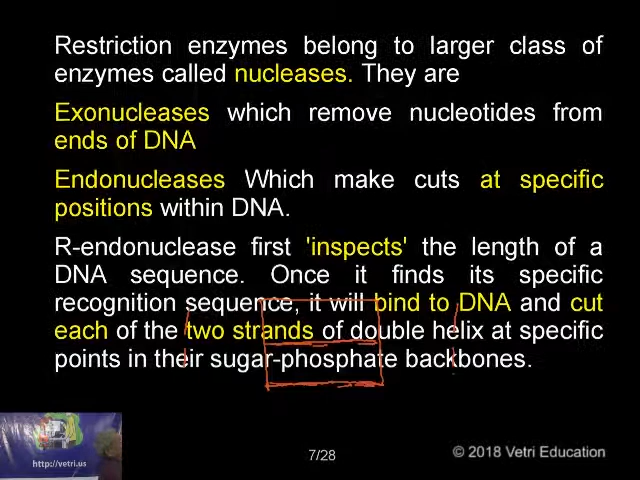 Restriction enzymes belong to larger class of
enzymes called nucleases. They are
Exonucleases which remove nucleotides from
ends of DNA
Endonucleases Which make cuts at specific
positions within DNA.
R-endonuclease first 'inspects' the length of a
DNA sequence. Once it finds its specific
recognition sequence, it will bind to DNA and cut
each of the two strands of double helix at specific
points in their sugar-phosphate backbones.
http://vetri.us
7/28
© 2018 Vetri Education